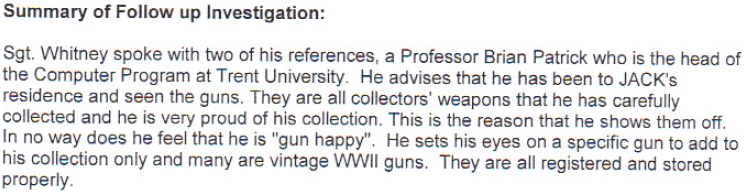 Summary of Follow up Investigation:
Sgt. Whitney spoke with two of his references, a Professor Brian Patrick who is the head of
the Computer Program at Trent University.  He advises that he has been to JACK's
residence and seen the guns. They are all collectors' weapons that he has carefully
collected and he is very proud of his collection. This is the reason that he shows them off.
In no way does he feel that he is "gun happy".  He sets his eyes on a specific gun to add to
his collection only and many are vintage WWII guns.  They are all registered and stored
properly.